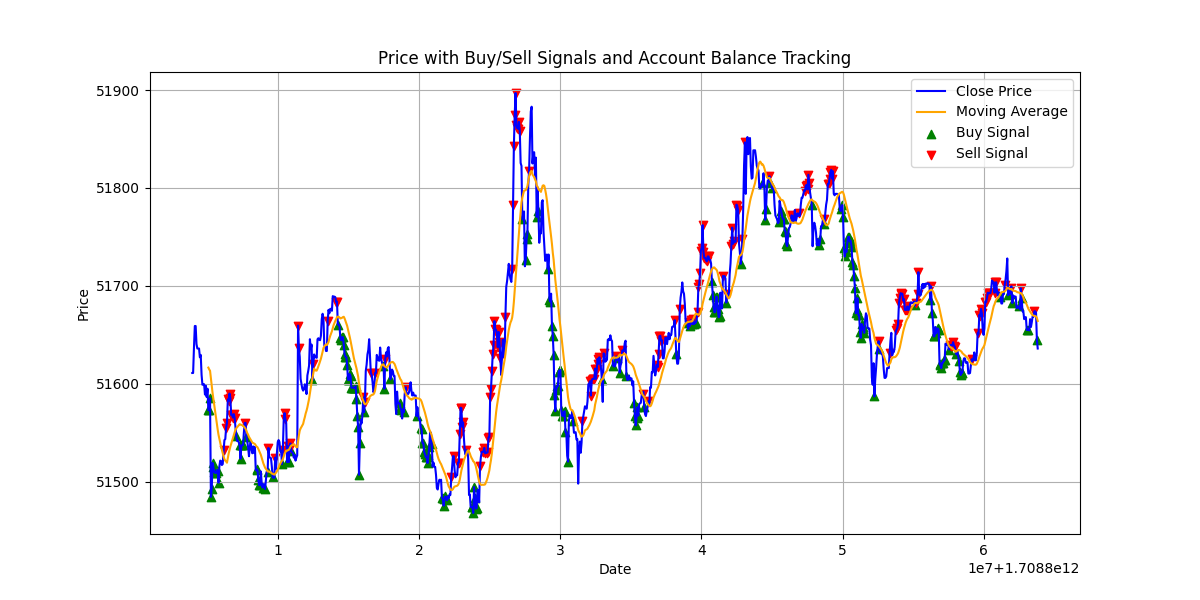 Price with Buy/Sell Signals and Account Balance Tracking
51900
51800
51700
51600
51500
Price
Close Price
Moving Average
Buy Signal
Sell Signal
1 2 3 4 5 6
Date
1e7+1.7088e12